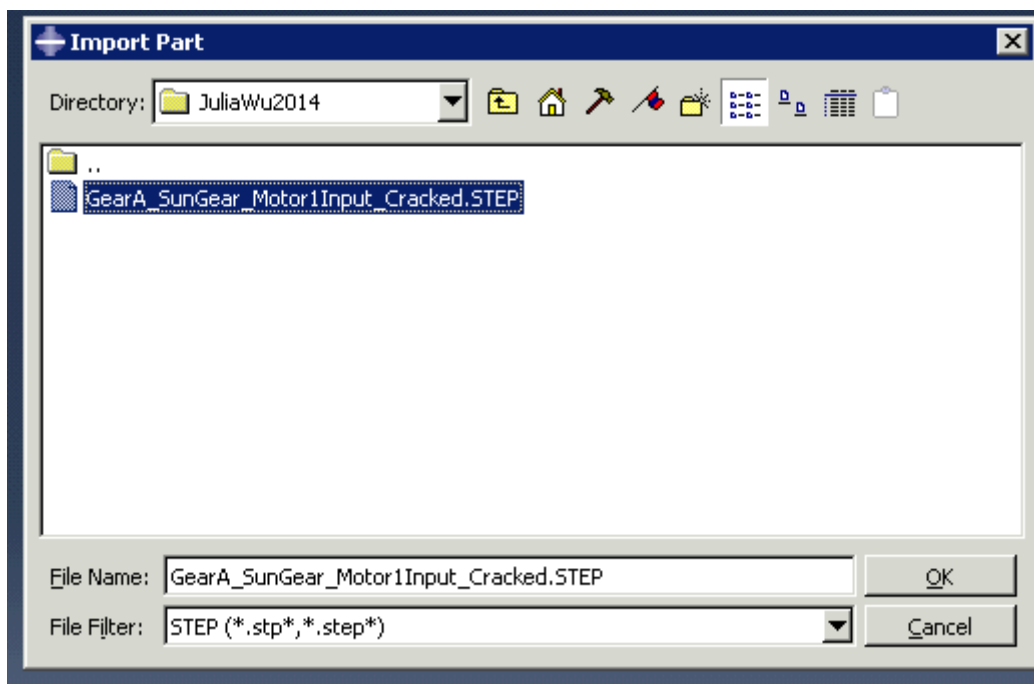 Import Part
Directory: JuliaWu2014
..
GearA_SunGear_Motor1Input_Cracked.STEP
File Name: GearA_SunGear_Motor1Input_Cracked.STEP OK
File Filter: STEP (*.stp*,*.step*) Cancel